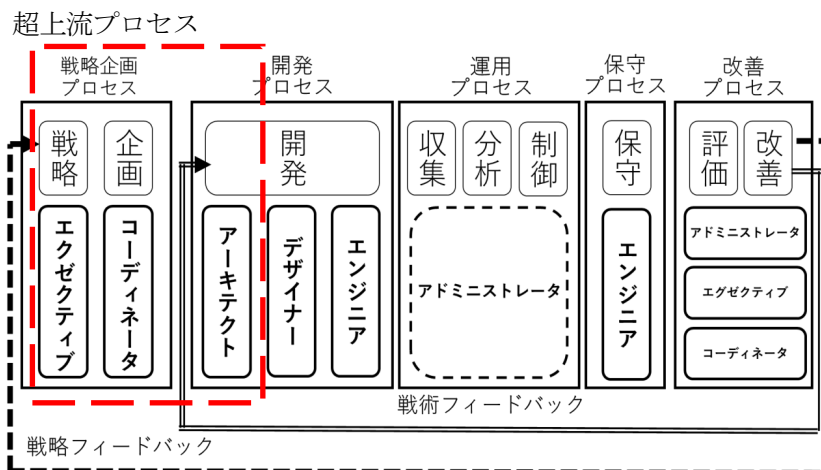 超上流プロセス
戦略企画
プロセス
開発
プロセス
運用
プロセス
保守
プロセス
改善
プロセス
戦略
企画
開発
収集
分析
制御
保守
評価
改善
エクゼクティブ
コーディネータ
アーキテクト
デザイナー
エンジニア
アドミニストレータ
エンジニア
アドミニストレータ
エグゼクティブ
コーディネータ
戦術フィードバック
戦略フィードバック